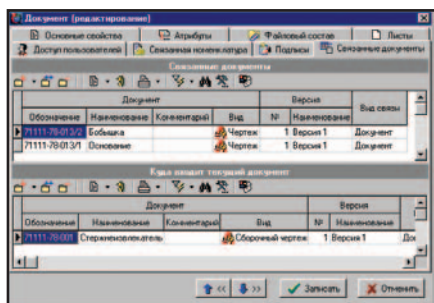 Документ (редактирование)
Основные свойства Атрибуты Файловый состав Листы
Доступ пользователей Связанная номенклатура Подписи Связанные документы
Связанные документы
Документ Версия Вид связи
Обозначение Наименование Комментарий Вид № Наименование
71111-78-013/2 Бобышка Чертеж 1 Версия 1 Документ
71111-78-013/1 Основание Чертеж 1 Версия 1 Документ
Куда входит текущий документ
Документ Версия
Обозначение Наименование Комментарий Вид № Наименование
71111-78-001 Стержнеизвлекатель Сборочный чертеж 1 Версия 1 Док
<< >> Записать Отменить